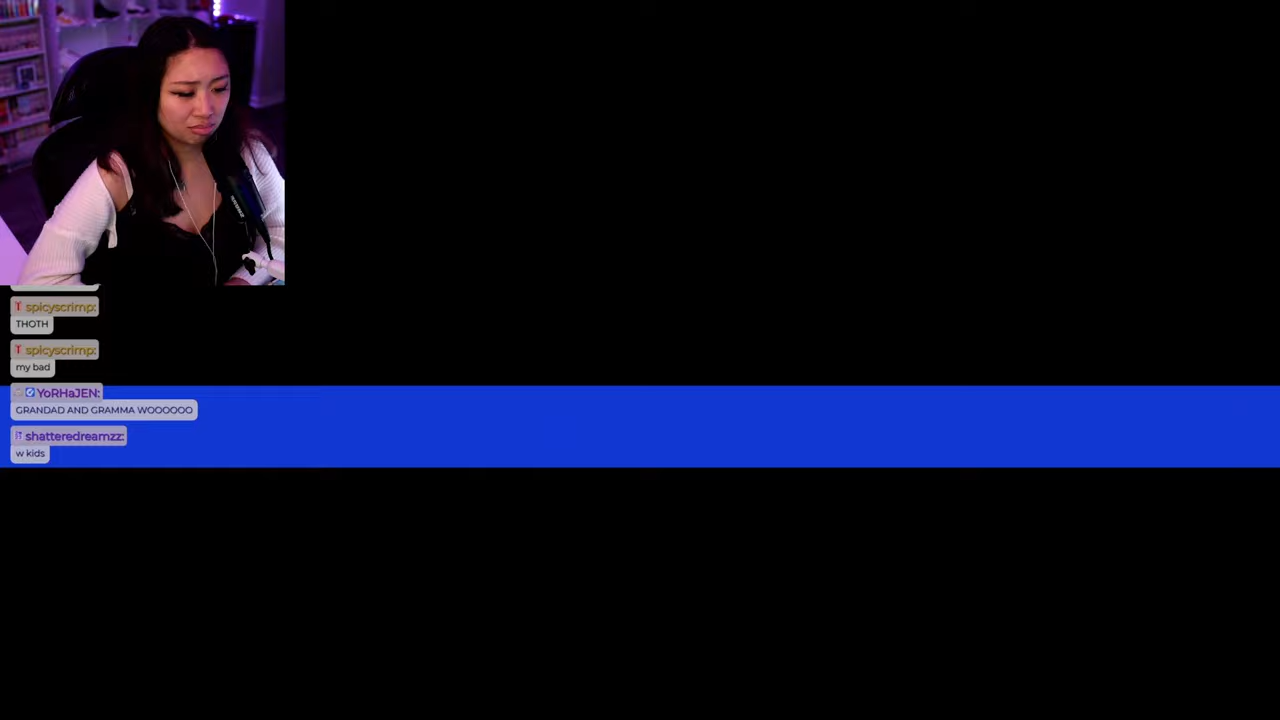 spicyscrimp:
THOTH
spicyscrimp:
my bad
YoRHaJEN:
GRANDAD AND GRAMMA WOOOOOO
shatteredreamzz:
w kids